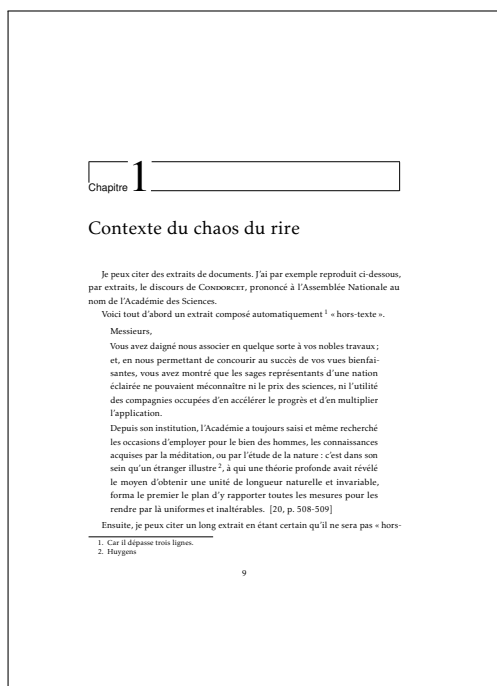 Chapitre 1
Contexte du chaos du rire
Je peux citer des extraits de documents. J'ai par exemple reproduit ci-dessous,
par extraits, le discours de Condorcet, prononcé à l'Assemblée Nationale au
nom de l'Académie des Sciences.
Voici tout d'abord un extrait composé automatiquement 1 « hors-texte ».
Messieurs,
Vous avez daigné nous associer en quelque sorte à vos nobles travaux ;
et, en nous permettant de concourir au succès de vos vues bienfai-
santes, vous avez montré que les sages représentants d'une nation
éclairée ne pouvaient méconnaître ni le prix des sciences, ni l'utilité
des compagnies occupées d'en accélérer le progrès et d'en multiplier
l'application.
Depuis son institution, l'Académie a toujours saisi et même recherché
les occasions d'employer pour le bien des hommes, les connaissances
acquises par la méditation, ou par l'étude de la nature : c'est dans son
sein qu'un étranger illustre 2, à qui une théorie profonde avait révélé
le moyen d'obtenir une unité de longueur naturelle et invariable,
forma le premier le plan d'y rapporter toutes les mesures pour les
rendre par là uniformes et inaltérables. [20, p. 508-509]
Ensuite, je peux citer un long extrait en étant certain qu'il ne sera pas « hors-
1. Car il dépasse trois lignes.
2. Huygens
9